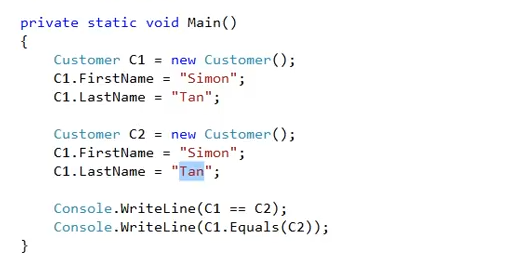 private static void Main()
{
    Customer C1 = new Customer();
    C1.FirstName = "Simon";
    C1.LastName = "Tan";

    Customer C2 = new Customer();
    C1.FirstName = "Simon";
    C1.LastName = "Tan";

    Console.WriteLine(C1 == C2);
    Console.WriteLine(C1.Equals(C2));
}